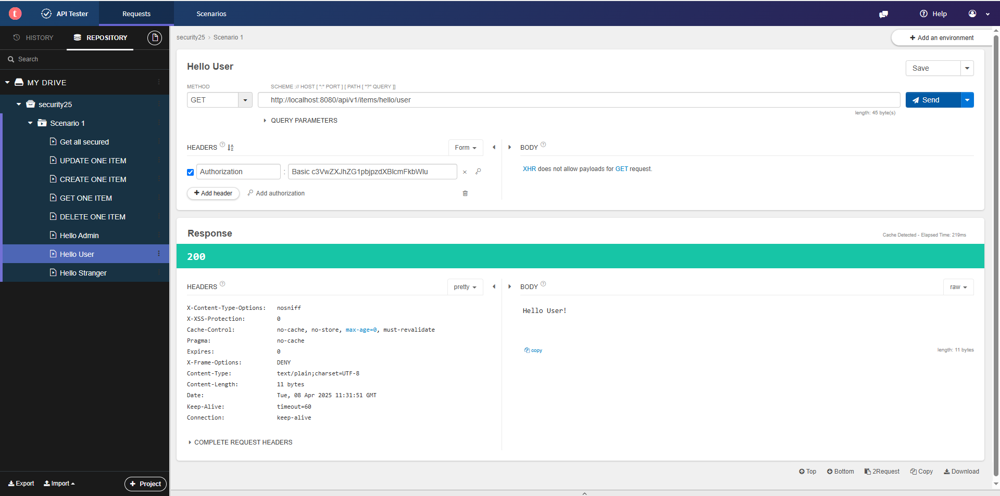 t API Tester Requests Scenarios Help
HISTORY REPOSITORY
Search
MY DRIVE
security25
Scenario 1
Get all secured
UPDATE ONE ITEM
CREATE ONE ITEM
GET ONE ITEM
DELETE ONE ITEM
Hello Admin
Hello User
Hello Stranger
Export Import + Project
security25 › Scenario 1
+ Add an environment
Hello User
Save
METHOD SCHEME :// HOST [ ":" PORT ] [ PATH [ "?" QUERY ]]
GET http://localhost:8080/api/v1/items/hello/user Send
length: 45 byte(s)
QUERY PARAMETERS
HEADERS ? Form
BODY ?
Authorization : Basic c3VwZXJhZG1pbjpzdXBlcmFkbWlu ×
XHR does not allow payloads for GET request.
+ Add header Add authorization
Response
Cache Detected - Elapsed Time: 219ms
200
HEADERS ? pretty
BODY ? raw
X-Content-Type-Options: nosniff
X-XSS-Protection: 0
Cache-Control: no-cache, no-store, max-age=0, must-revalidate
Pragma: no-cache
Expires: 0
X-Frame-Options: DENY
Content-Type: text/plain;charset=UTF-8
Content-Length: 11 bytes
Date: Tue, 08 Apr 2025 11:31:51 GMT
Keep-Alive: timeout=60
Connection: keep-alive
Hello User!
copy length: 11 bytes
COMPLETE REQUEST HEADERS
Top Bottom 2Request Copy Download